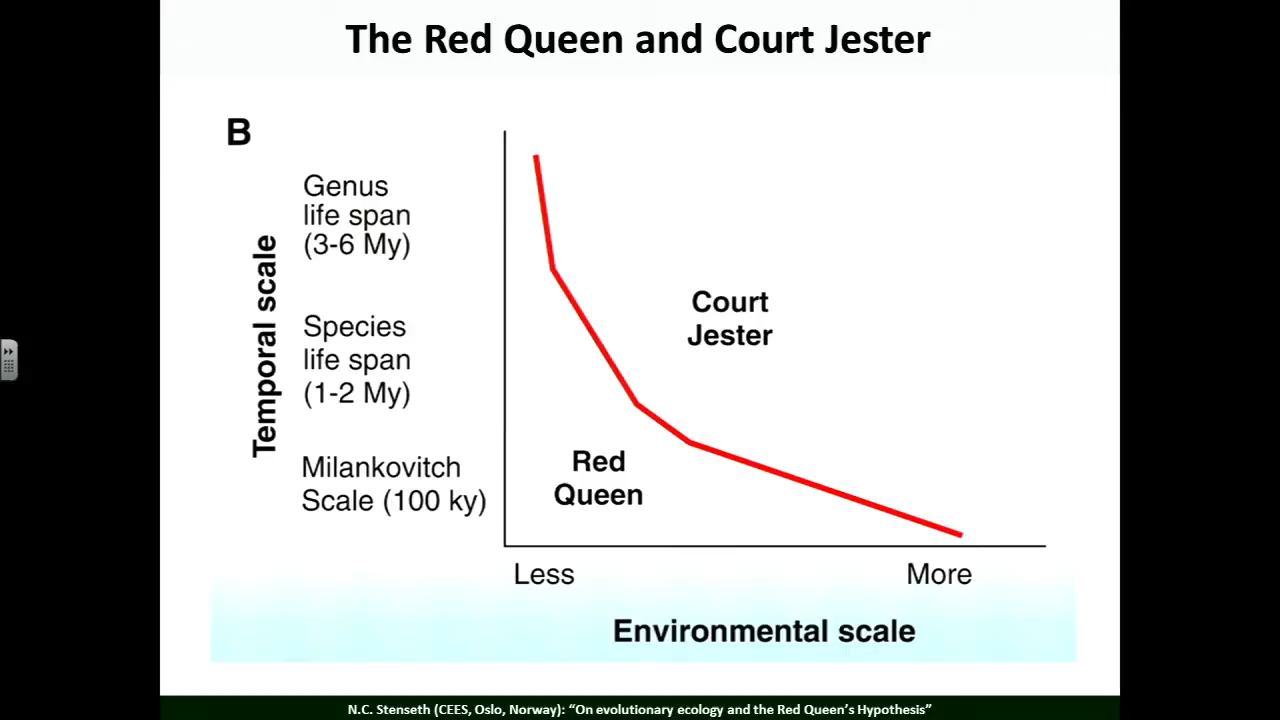 The Red Queen and Court Jester
B
Temporal scale
Genus
life span
(3-6 My)
Species
life span
(1-2 My)
Milankovitch
Scale (100 ky)
Court
Jester
Red
Queen
Less
More
Environmental scale
N.C. Stenseth (CEES, Oslo, Norway): “On evolutionary ecology and the Red Queen’s Hypothesis”